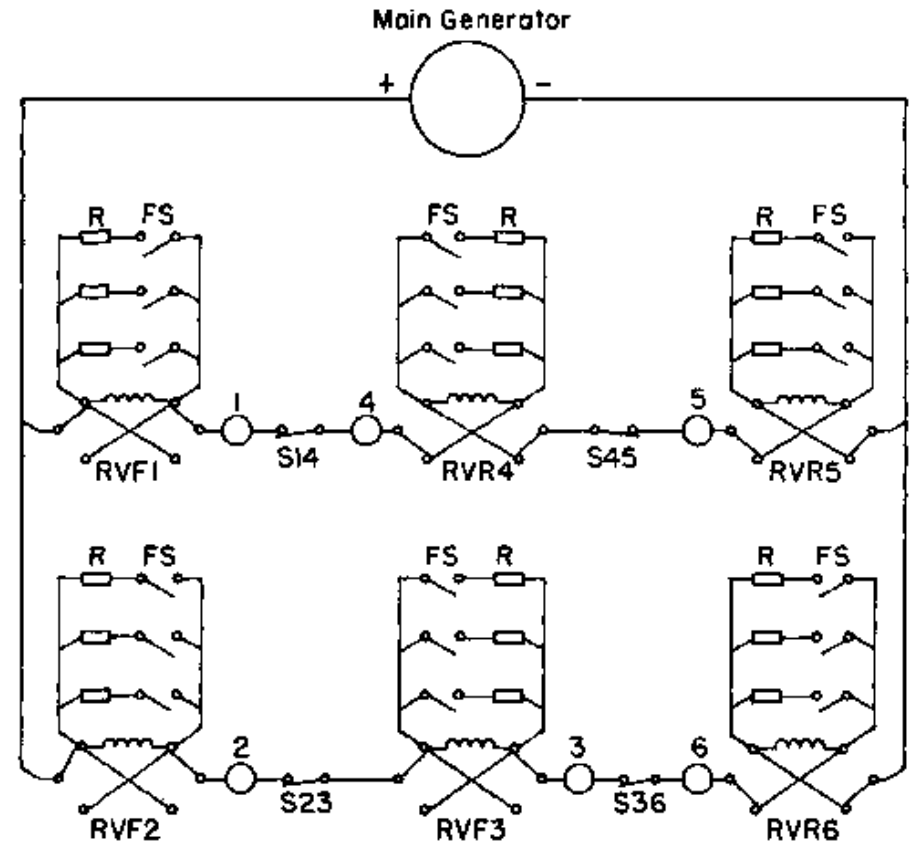 Main Generator
+ -
R FS FS R R FS
1 4 5
S14 S45
RVF1 RVR4 RVR5
R FS FS R R FS
2 3 6
S23 S36
RVF2 RVF3 RVR6